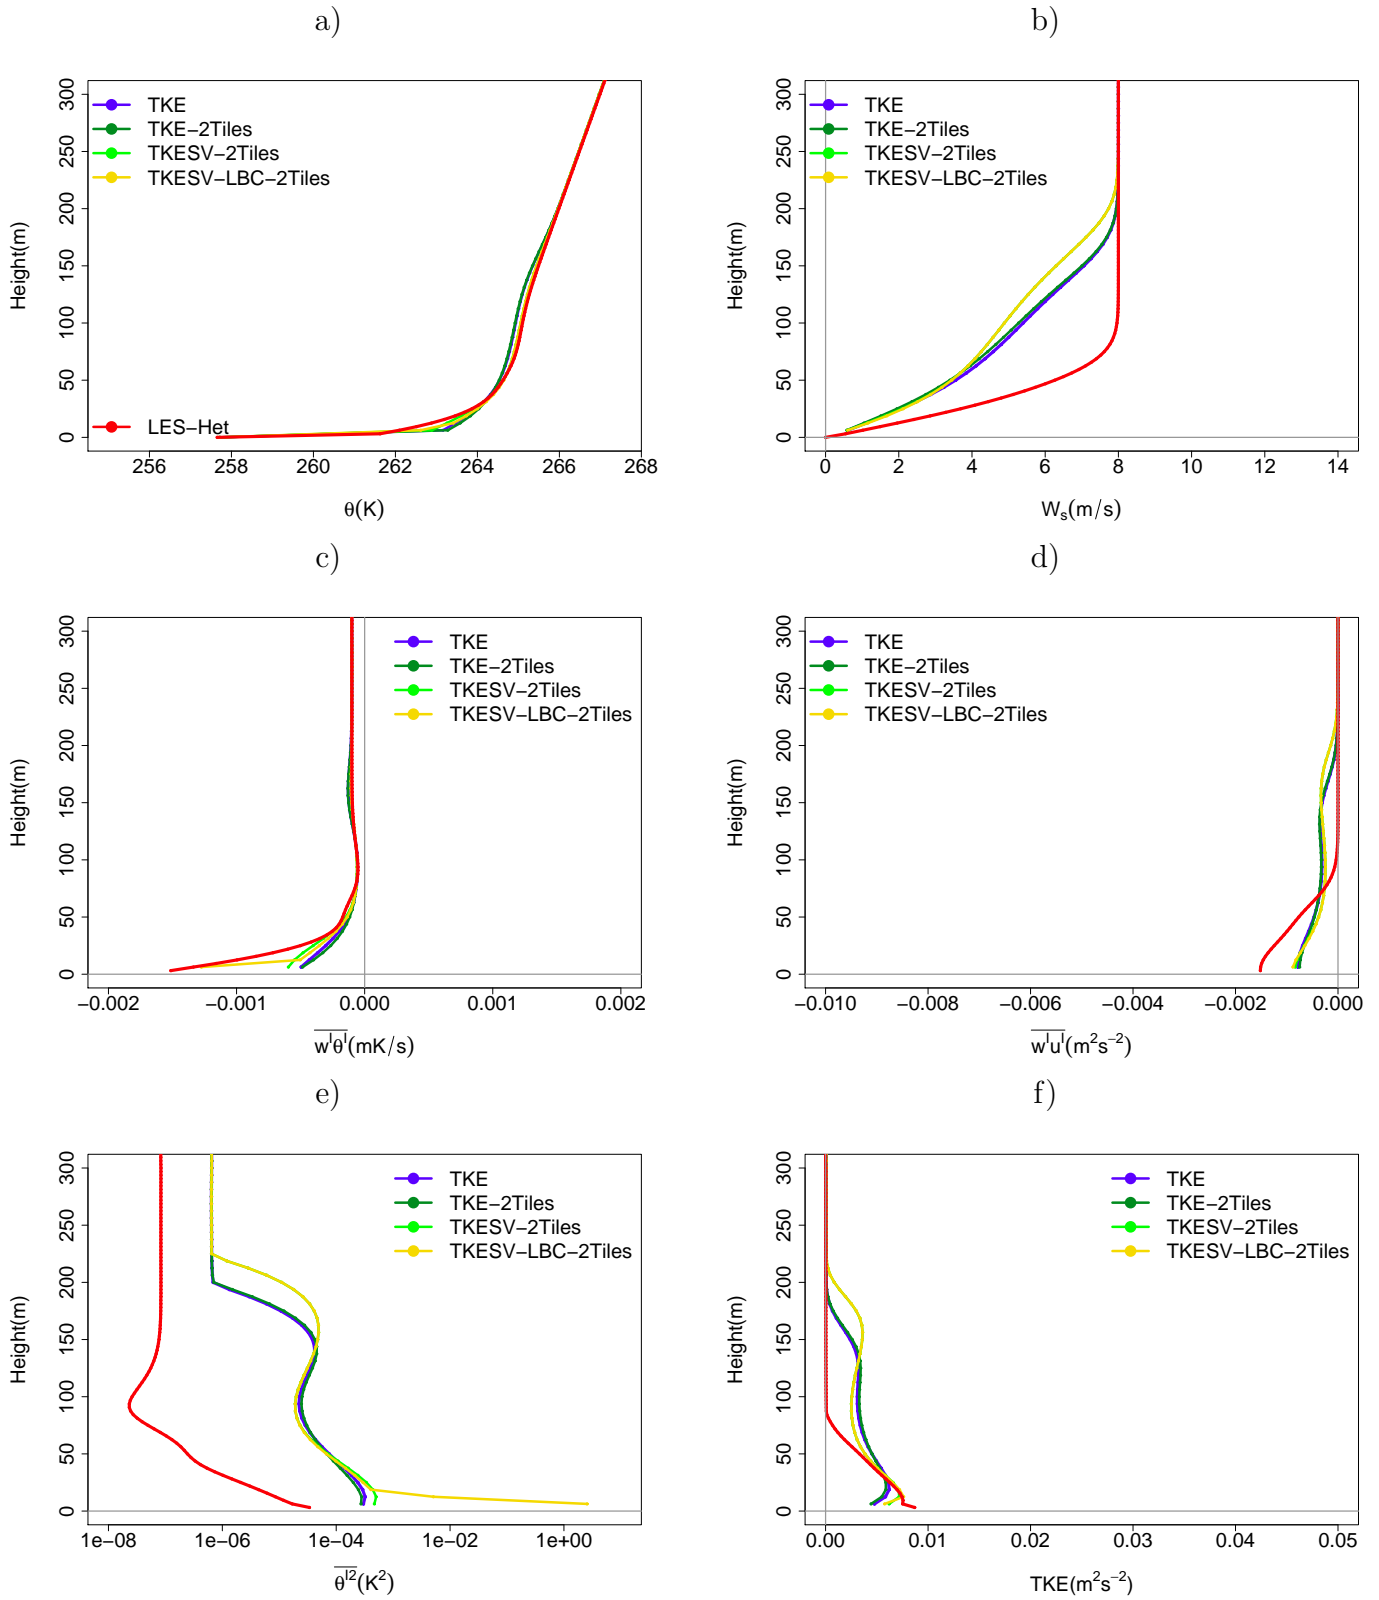 a)
300
250
200
150
100
50
0
Height(m)
TKE
TKE−2Tiles
TKESV−2Tiles
TKESV−LBC−2Tiles
LES−Het
256 258 260 262 264 266 268
θ(K)
b)
300
250
200
150
100
50
0
Height(m)
TKE
TKE−2Tiles
TKESV−2Tiles
TKESV−LBC−2Tiles
0 2 4 6 8 10 12 14
Ws(m/s)
c)
300
250
200
150
100
50
0
Height(m)
TKE
TKE−2Tiles
TKESV−2Tiles
TKESV−LBC−2Tiles
−0.002 −0.001 0.000 0.001 0.002
w'θ'(mK/s)
d)
300
250
200
150
100
50
0
Height(m)
TKE
TKE−2Tiles
TKESV−2Tiles
TKESV−LBC−2Tiles
−0.010 −0.008 −0.006 −0.004 −0.002 0.000
w'u'(m²s⁻²)
e)
300
250
200
150
100
50
0
Height(m)
TKE
TKE−2Tiles
TKESV−2Tiles
TKESV−LBC−2Tiles
1e−08 1e−06 1e−04 1e−02 1e+00
θ'²(K²)
f)
300
250
200
150
100
50
0
Height(m)
TKE
TKE−2Tiles
TKESV−2Tiles
TKESV−LBC−2Tiles
0.00 0.01 0.02 0.03 0.04 0.05
TKE(m²s⁻²)